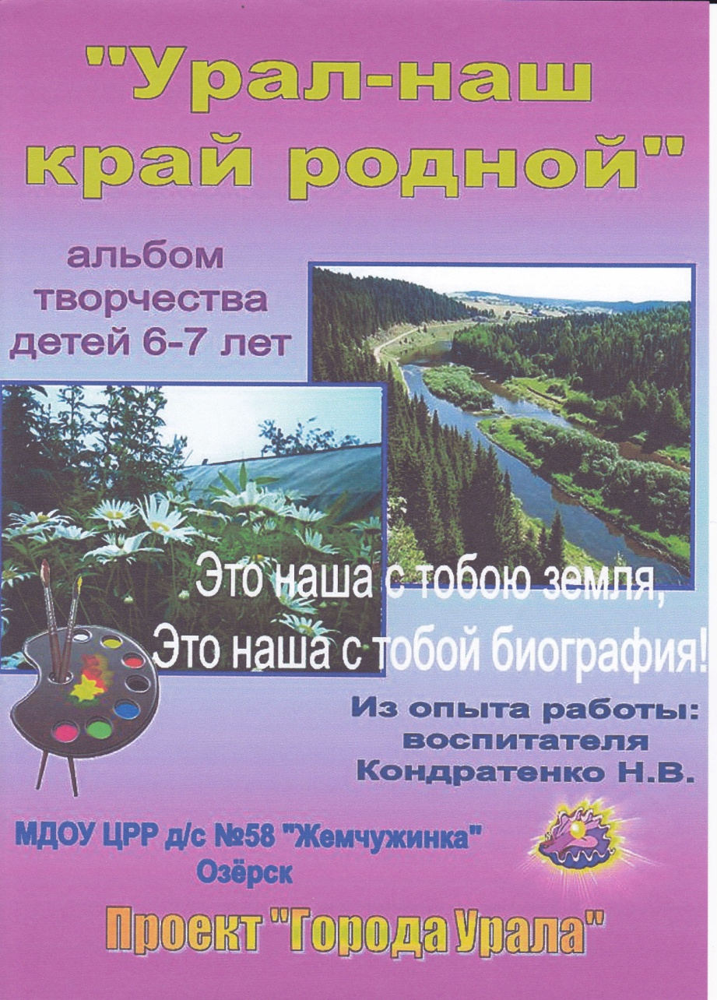 "Урал-наш
край родной"
альбом
творчества
детей 6-7 лет
Это наша с тобою земля,
Это наша с тобой биография!
Из опыта работы:
воспитателя
Кондратенко Н.В.
МДОУ ЦРР д/с №58 "Жемчужинка"
Озёрск
Проект "Города Урала"